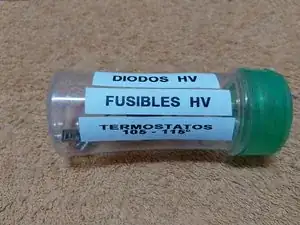 DIODOS HV
FUSIBLES HV
TERMOSTATOS
105 - 115°